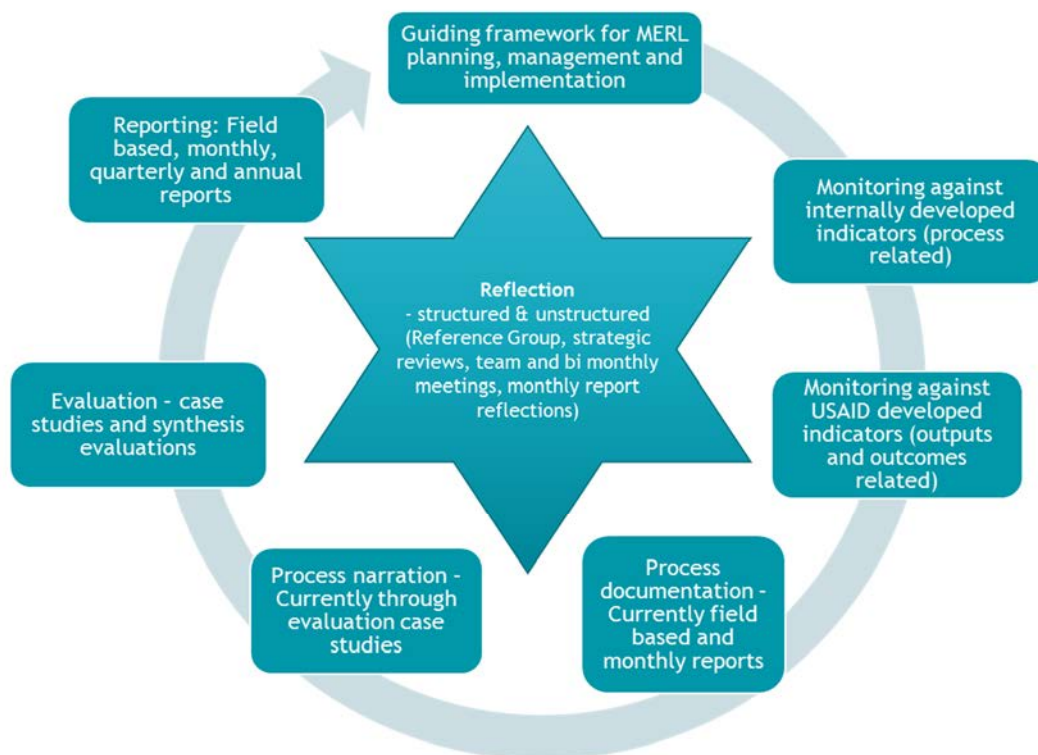 Guiding framework for MERL
planning, management and
implementation
Monitoring against
internally developed
indicators (process
related)
Monitoring against
USAID developed
indicators (outputs
and outcomes
related)
Process
documentation –
Currently field
based and
monthly reports
Process narration –
Currently through
evaluation case
studies
Evaluation – case
studies and synthesis
evaluations
Reporting: Field
based, monthly,
quarterly and annual
reports
Reflection
- structured & unstructured
(Reference Group, strategic
reviews, team and bi monthly
meetings, monthly report
reflections)